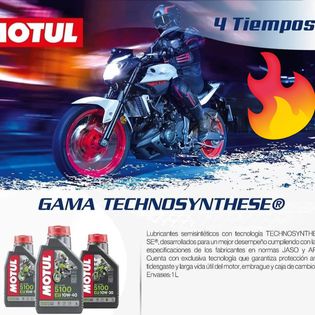 MOTUL
4 Tiempos
GAMA TECHNOSYNTHESE®
Lubricantes semisintéticos con tecnología TECHNOSYNTHE
SE®, desarrollados para un mejor desempeño cumpliendo con la
especificaciones de los fabricantes en normas JASO y AP
Cuenta con exclusiva tecnología que garantiza protección an
tidesgaste y larga vida útil del motor, embrague y caja de cambio
Envases: 1 L
MOTUL
5100
MOTUL
5100
10W-40
MOTUL
5100
10W-30